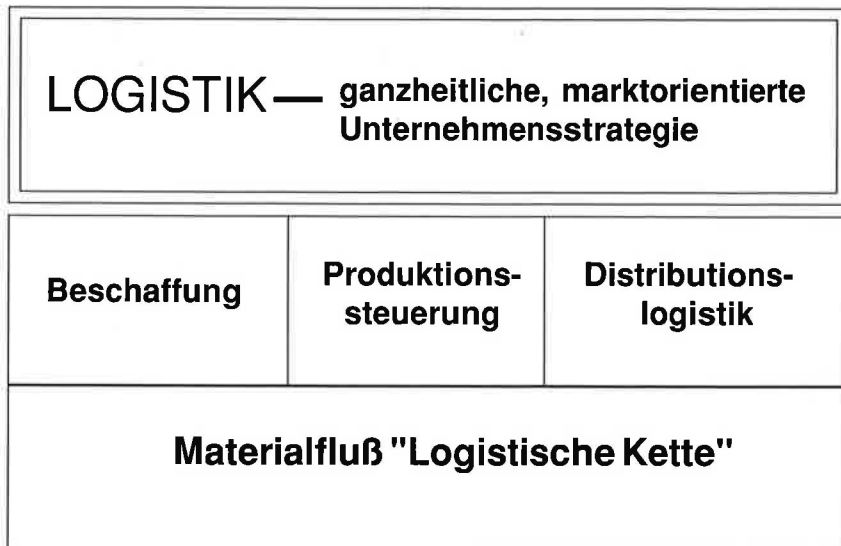 LOGISTIK — ganzheitliche, marktorientierte
Unternehmensstrategie
Beschaffung
Produktions-
steuerung
Distributions-
logistik
Materialfluß "Logistische Kette"